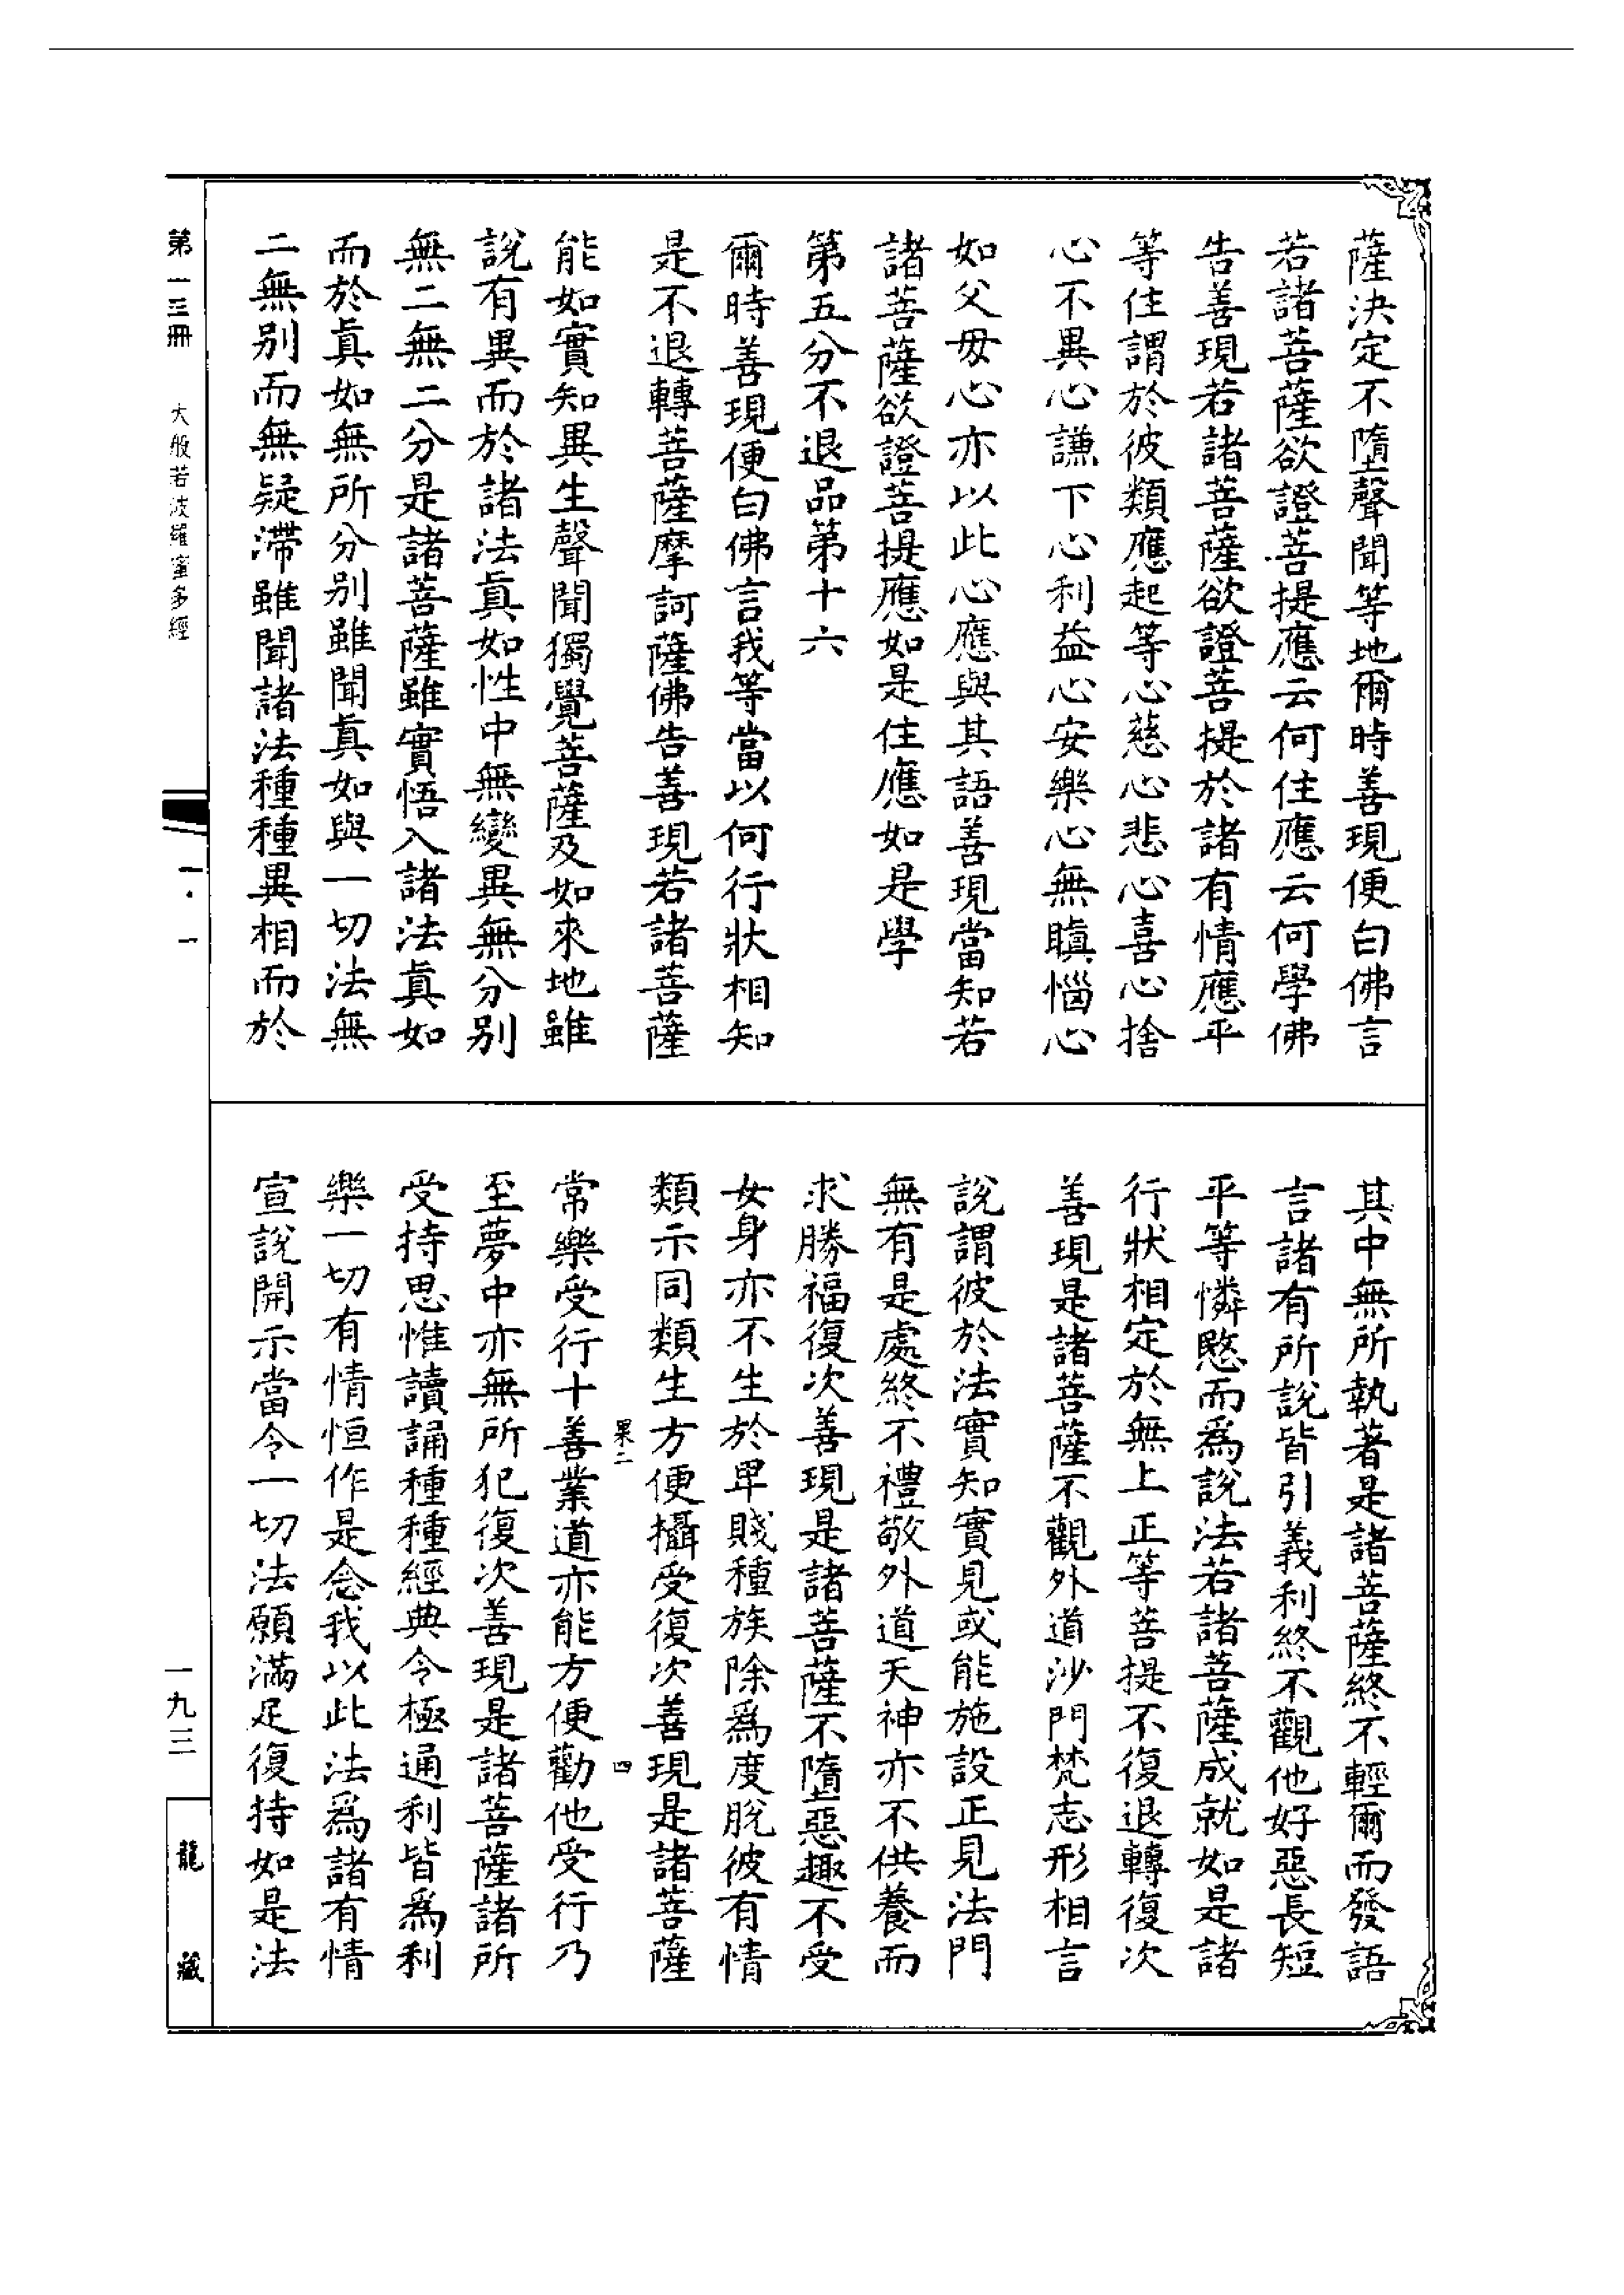 薩決定不墮聲聞等地爾時善現便白佛言
若諸菩薩欲證菩提應云何住應云何學佛
告善現若諸菩薩欲證菩提於諸有情應平
等住謂於彼類應起等心慈心悲心喜心捨
心不異心謙下心利益心安樂心無瞋惱心
如父母心亦以此心應與其語善現當知若
諸菩薩欲證菩提應如是住應如是學
第五分不退品第十六
爾時善現便白佛言我等當以何行狀相知
是不退轉菩薩摩訶薩佛告善現若諸菩薩
能如實知異生聲聞獨覺菩薩及如來地雖
說有異而於諸法眞如性中無變異無分別
無二無二分是諸菩薩雖實悟入諸法眞如
而於眞如無所分別雖聞眞如與一切法無
二無別而無疑滯雖聞諸法種種異相而於
其中無所執著是諸菩薩終不輕爾而發語
言諸有所說皆引義利終不觀他好惡長短
平等憐愍而爲說法若諸菩薩成就如是諸
行狀相定於無上正等菩提不復退轉復次
善現是諸菩薩不觀外道沙門梵志形相言
說謂彼於法實知實見或能施設正見法門
無有是處終不禮敬外道天神亦不供養而
求勝福復次善現是諸菩薩不墮惡趣不受
女身亦不生於卑賤種族除爲度脫彼有情
類示同類生方便攝受復次善現是諸菩薩
果二 四
常樂受行十善業道亦能方便勸他受行乃
至夢中亦無所犯復次善現是諸菩薩諸所
受持思惟讀誦種種經典令極通利皆爲利
樂一切有情恒作是念我以此法爲諸有情
宣說開示當令一切法願滿足復持如是法
第一三冊 大般若波羅蜜多經
一·一
一九三
龍藏